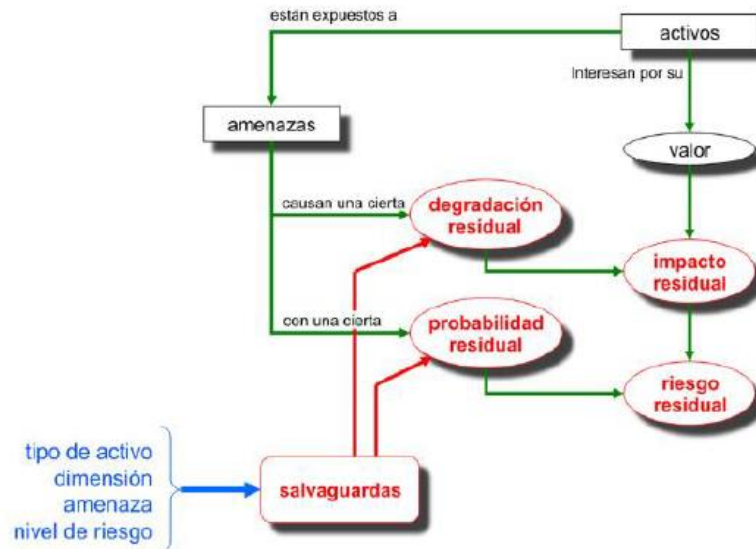 están expuestos a
activos
Interesan por su
amenazas
valor
causan una cierta
degradación
residual
impacto
residual
con una cierta
probabilidad
residual
riesgo
residual
tipo de activo
dimensión
amenaza
nivel de riesgo
salvaguardas